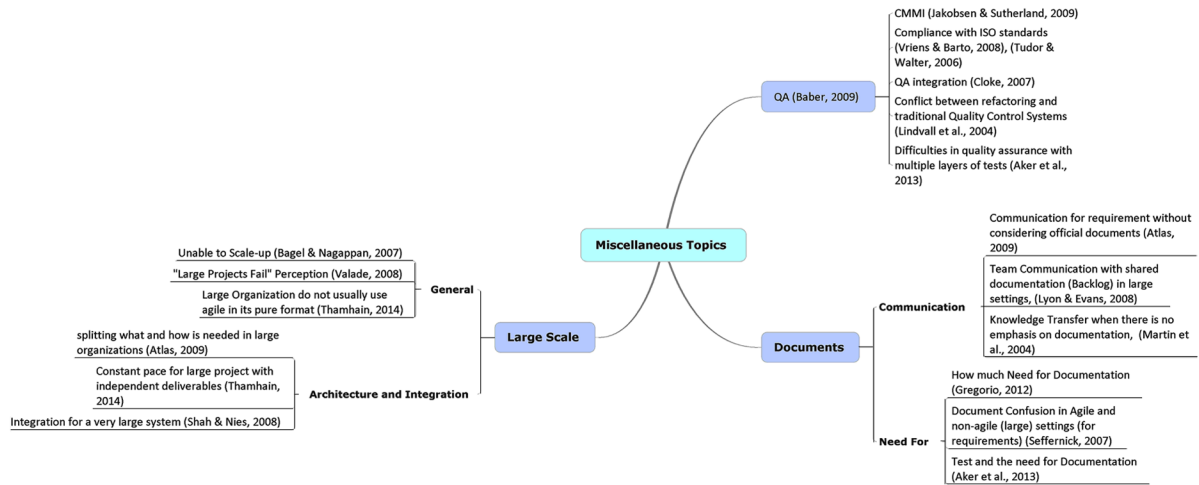 CMMI (Jakobsen & Sutherland, 2009)
Compliance with ISO standards
(Vriens & Barto, 2008), (Tudor &
Walter, 2006)
QA (Baber, 2009)
QA integration (Cloke, 2007)
Conflict between refactoring and
traditional Quality Control Systems
(Lindvall et al., 2004)
Difficulties in quality assurance with
multiple layers of tests (Aker et al.,
2013)
Miscellaneous Topics
Unable to Scale-up (Bagel & Nagappan, 2007)
"Large Projects Fail" Perception (Valade, 2008)
Large Organization do not usually use
agile in its pure format (Thamhain, 2014)
General
Large Scale
splitting what and how is needed in large
organizations (Atlas, 2009)
Constant pace for large project with
independent deliverables (Thamhain,
2014)
Integration for a very large system (Shah & Nies, 2008)
Architecture and Integration
Documents
Communication
Communication for requirement without
considering official documents (Atlas,
2009)
Team Communication with shared
documentation (Backlog) in large
settings, (Lyon & Evans, 2008)
Knowledge Transfer when there is no
emphasis on documentation, (Martin et
al., 2004)
Need For
How much Need for Documentation
(Gregorio, 2012)
Document Confusion in Agile and
non-agile (large) settings (for
requirements) (Seffernick, 2007)
Test and the need for Documentation
(Aker et al., 2013)